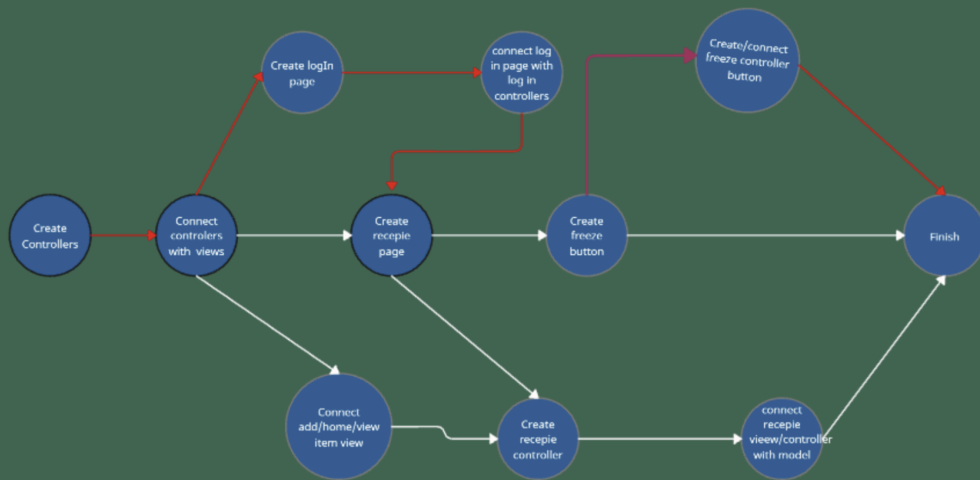 Create logIn
page
connect log
in page with
log in
controllers
Create/connect
freeze controller
button
Create
Controllers
Connect
controlers
with views
Create
recepie
page
Create
freeze
button
Finish
Connect
add/home/view
item view
Create
recepie
controller
connect
recepie
vieew/controller
with model